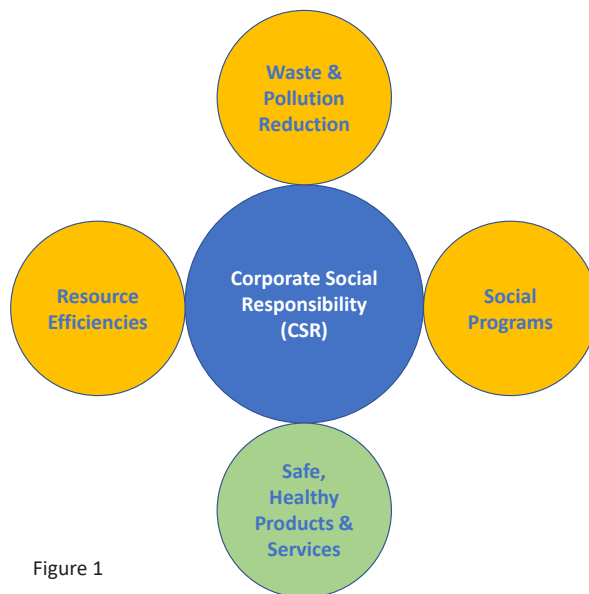 Waste &
Pollution
Reduction
Resource
Efficiencies
Corporate Social
Responsibility
(CSR)
Social
Programs
Safe,
Healthy
Products &
Services
Figure 1